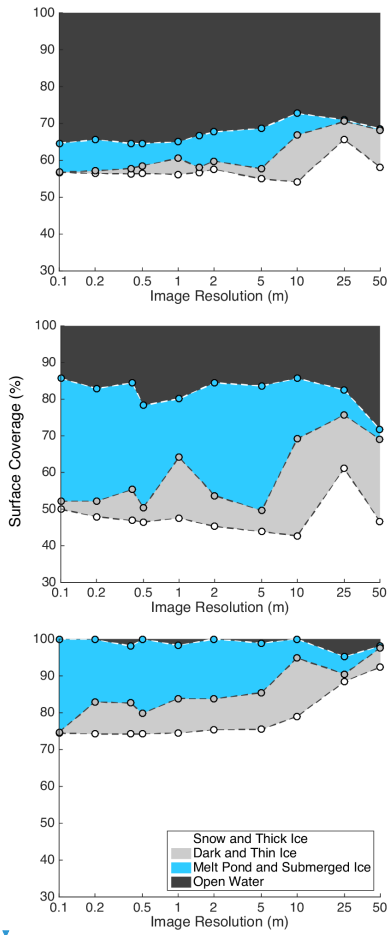 100
90
80
70
60
50
40
30
0.1 0.2 0.5 1 2 5 10 25 50
Image Resolution (m)
Surface Coverage (%)
100
90
80
70
60
50
40
30
0.1 0.2 0.5 1 2 5 10 25 50
Image Resolution (m)
100
90
80
70
60
50
40
30
Snow and Thick Ice
Dark and Thin Ice
Melt Pond and Submerged Ice
Open Water
0.1 0.2 0.5 1 2 5 10 25 50
Image Resolution (m)